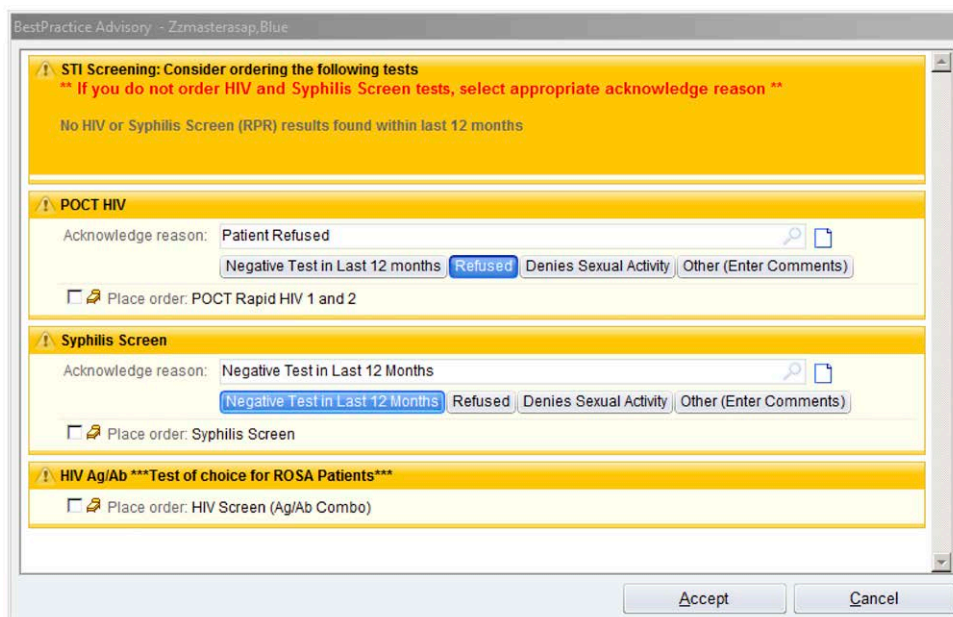 BestPractice Advisory - Zzmasterasap,Blue
STI Screening: Consider ordering the following tests
** If you do not order HIV and Syphilis Screen tests, select appropriate acknowledge reason **
No HIV or Syphilis Screen (RPR) results found within last 12 months
POCT HIV
Acknowledge reason: Patient Refused
Negative Test in Last 12 months Refused Denies Sexual Activity Other (Enter Comments)
Place order: POCT Rapid HIV 1 and 2
Syphilis Screen
Acknowledge reason: Negative Test in Last 12 Months
Negative Test in Last 12 Months Refused Denies Sexual Activity Other (Enter Comments)
Place order: Syphilis Screen
HIV Ag/Ab ***Test of choice for ROSA Patients***
Place order: HIV Screen (Ag/Ab Combo)
Accept Cancel